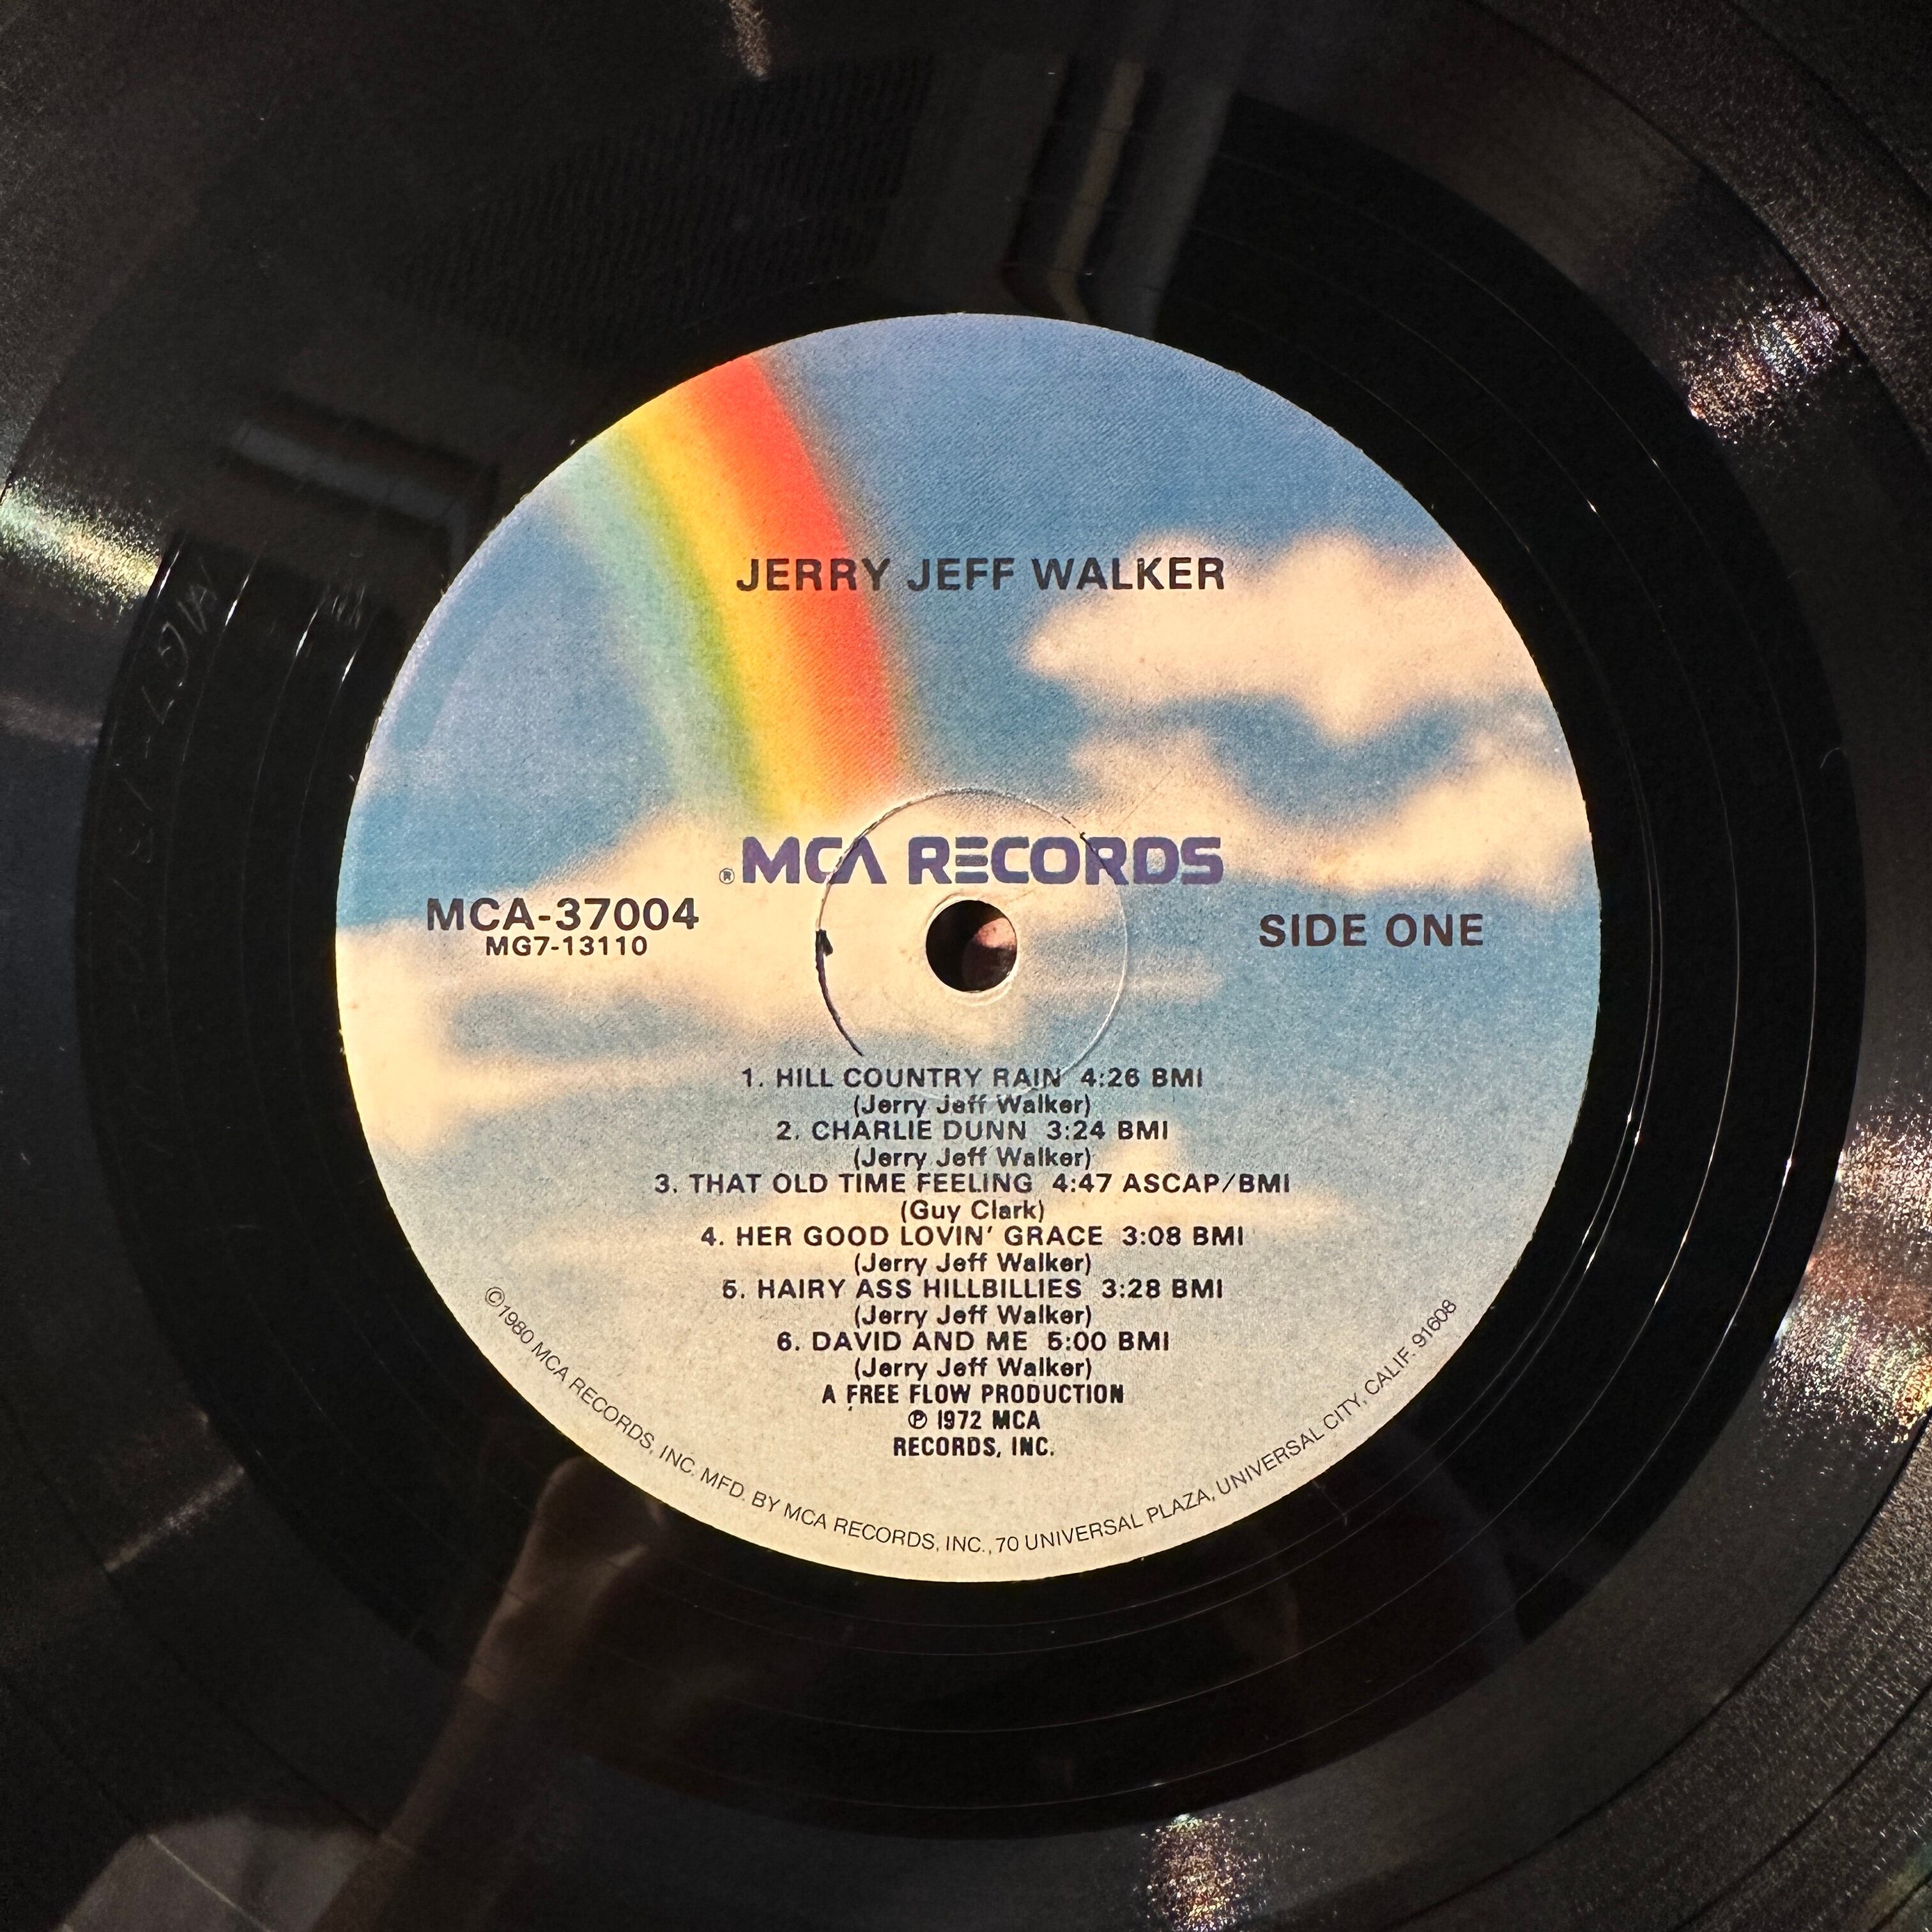 JERRY JEFF WALKER
® MCA RECORDS
MCA-37004
MG7-13110
SIDE ONE
1. HILL COUNTRY RAIN 4:26 BMI
(Jerry Jeff Walker)
2. CHARLIE DUNN 3:24 BMI
(Jerry Jeff Walker)
3. THAT OLD TIME FEELING 4:47 ASCAP/BMI
(Guy Clark)
4. HER GOOD LOVIN' GRACE 3:08 BMI
(Jerry Jeff Walker)
5. HAIRY ASS HILLBILLIES 3:28 BMI
(Jerry Jeff Walker)
6. DAVID AND ME 5:00 BMI
(Jerry Jeff Walker)
A FREE FLOW PRODUCTION
℗ 1972 MCA
RECORDS, INC.
©1980 MCA RECORDS, INC. MFD. BY MCA RECORDS, INC., 70 UNIVERSAL PLAZA, UNIVERSAL CITY, CALIF. 91608